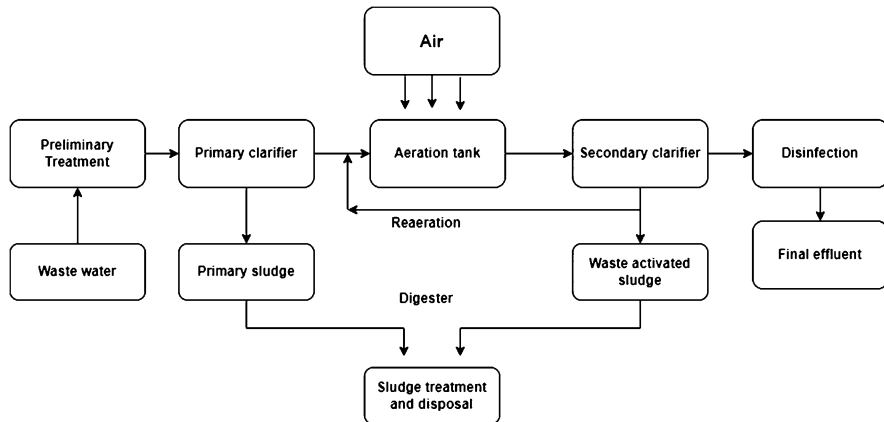 Air
Preliminary
Treatment
Primary clarifier
Aeration tank
Secondary clarifier
Disinfection
Reaeration
Waste water
Primary sludge
Waste activated
sludge
Final effluent
Digester
Sludge treatment
and disposal